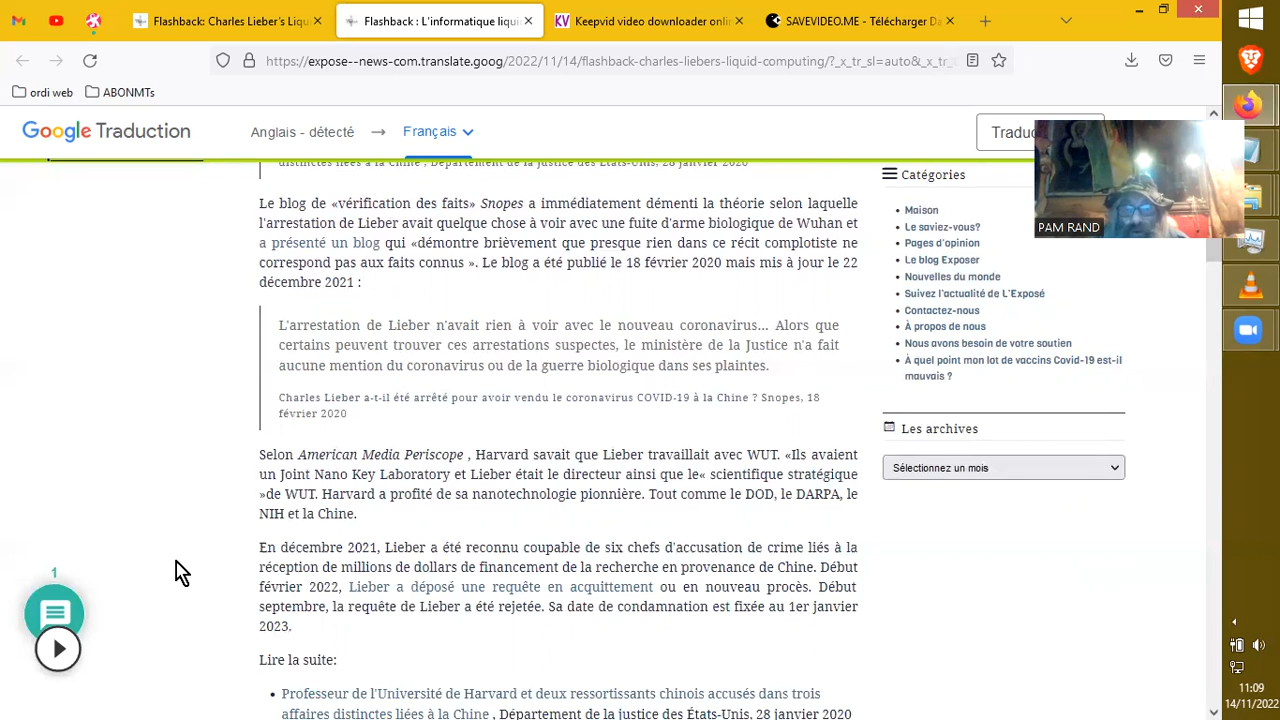 Flashback: Charles Lieber's Liqu
Flashback : L'informatique liqui
Keepvid video downloader onli
SAVEVIDEO.ME - Télécharger Da
https://expose--news-com.translate.goog/2022/11/14/flashback-charles-liebers-liquid-computing/?_x_tr_sl=auto&_x_tr_
ordi web
ABONMTs
Google Traduction
Anglais - détecté
Français
Traduc
PAM RAND
distinctes liées à la Chine , Département de la justice des États-Unis, 28 janvier 2020
Le blog de «vérification des faits» Snopes a immédiatement démenti la théorie selon laquelle
l'arrestation de Lieber avait quelque chose à voir avec une fuite d'arme biologique de Wuhan et
a présenté un blog qui «démontre brièvement que presque rien dans ce récit complotiste ne
correspond pas aux faits connus ». Le blog a été publié le 18 février 2020 mais mis à jour le 22
décembre 2021 :
L'arrestation de Lieber n'avait rien à voir avec le nouveau coronavirus... Alors que
certains peuvent trouver ces arrestations suspectes, le ministère de la Justice n'a fait
aucune mention du coronavirus ou de la guerre biologique dans ses plaintes.
Charles Lieber a-t-il été arrêté pour avoir vendu le coronavirus COVID-19 à la Chine ? Snopes, 18
février 2020
Selon American Media Periscope , Harvard savait que Lieber travaillait avec WUT. «Ils avaient
un Joint Nano Key Laboratory et Lieber était le directeur ainsi que le« scientifique stratégique
»de WUT. Harvard a profité de sa nanotechnologie pionnière. Tout comme le DOD, le DARPA, le
NIH et la Chine.
En décembre 2021, Lieber a été reconnu coupable de six chefs d'accusation de crime liés à la
réception de millions de dollars de financement de la recherche en provenance de Chine. Début
février 2022, Lieber a déposé une requête en acquittement ou en nouveau procès. Début
septembre, la requête de Lieber a été rejetée. Sa date de condamnation est fixée au 1er janvier
2023.
Lire la suite:
Professeur de l'Université de Harvard et deux ressortissants chinois accusés dans trois
affaires distinctes liées à la Chine , Département de la justice des États-Unis, 28 janvier 2020
Catégories
Maison
Le saviez-vous?
Pages d'opinion
Le blog Exposer
Nouvelles du monde
Suivez l'actualité de L'Exposé
Contactez-nous
À propos de nous
Nous avons besoin de votre soutien
À quel point mon lot de vaccins Covid-19 est-il
mauvais ?
Les archives
Sélectionnez un mois
1
11:09
14/11/2022